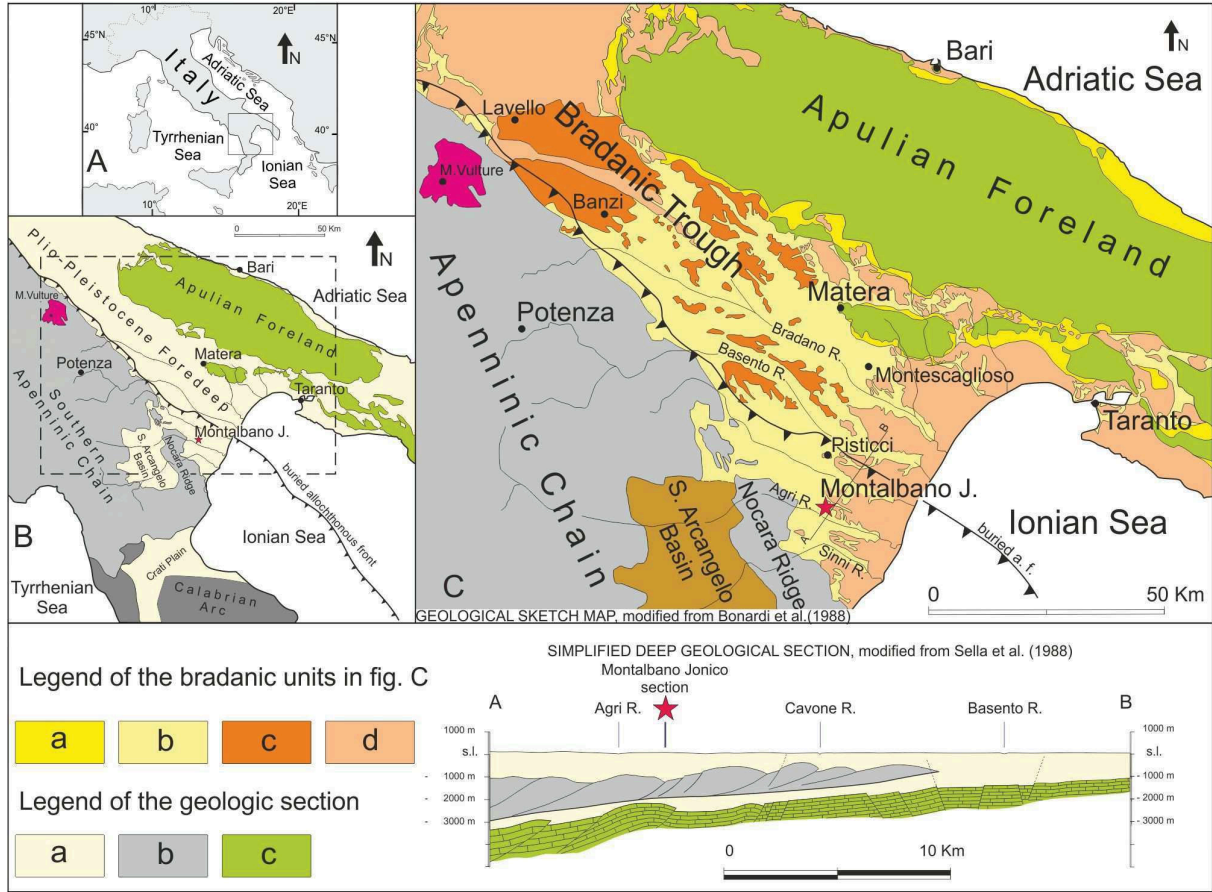 10°E
20°E
45°N
45°N
N
Italy
Adriatic Sea
40°
40°
Tyrrhenian
Sea
Ionian
Sea
A
10°
20°E
0 50 Km
N
Plio-Pleistocene Foredeep
Bari
Adriatic Sea
M.Vulture
Apulian Foreland
Potenza
Matera
Taranto
Southern
Apenninic Chain
Montalbano J.
S. Arcangelo
Basin
Nocara Ridge
buried allochthonous front
B
Ionian Sea
Crati Plain
Tyrrhenian
Sea
Calabrian
Arc
Bari
N
Adriatic Sea
Lavello
Bradanic Trough
Apulian Foreland
M.Vulture
Banzi
Apenninic Chain
Potenza
Matera
Bradano R.
Basento R.
Montescaglioso
Taranto
B
Pisticci
Montalbano J.
Agri R.
S. Arcangelo
Basin
Nocara Ridge
A
Sinni R.
buried a. f.
Ionian Sea
C
0 50 Km
GEOLOGICAL SKETCH MAP, modified from Bonardi et al.(1988)
Legend of the bradanic units in fig. C
a b c d
Legend of the geologic section
a b c
SIMPLIFIED DEEP GEOLOGICAL SECTION, modified from Sella et al. (1988)
Montalbano Jonico
section
A Agri R. Cavone R. Basento R. B
1000 m 1000 m
s.l. s.l.
- 1000 m - 1000 m
- 2000 m - 2000 m
- 3000 m - 3000 m
0 10 Km